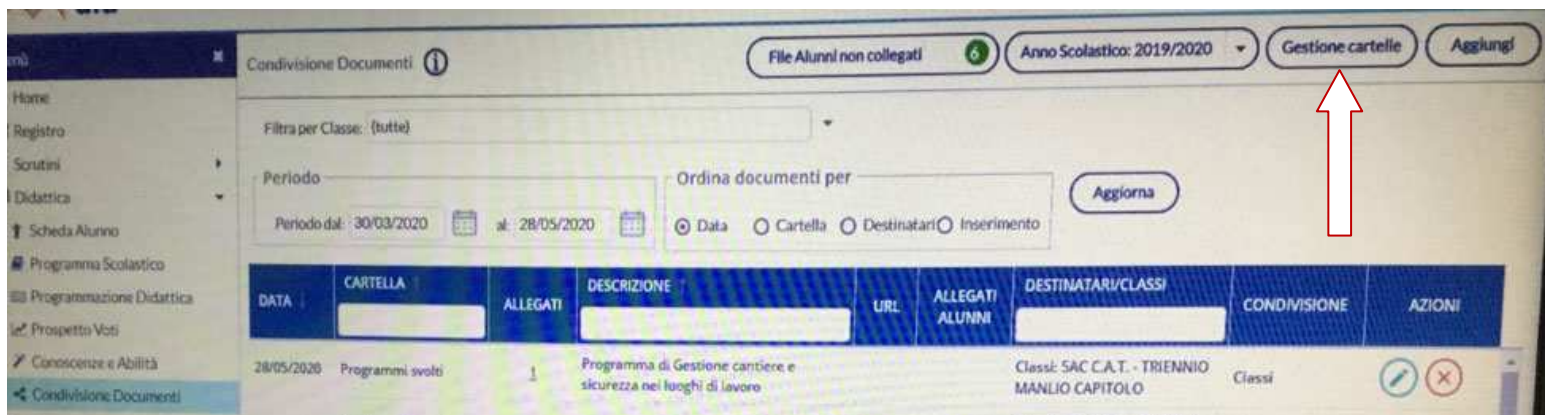 Condivisione Documenti
File Alunni non collegati 6
Anno Scolastico: 2019/2020
Gestione cartelle
Aggiungi
Home
Registro
Scrutini
Didattica
Scheda Alunno
Programma Scolastico
Programmazione Didattica
Prospetto Voti
Conoscenze e Abilità
Condivisione Documenti
Filtra per Classe: (tutte)
Periodo
Periodo dal: 30/03/2020 al: 28/05/2020
Ordina documenti per
Data Cartella Destinatari Inserimento
Aggiorna
DATA
CARTELLA
ALLEGATI
DESCRIZIONE
URL
ALLEGATI
ALUNNI
DESTINATARI/CLASSI
CONDIVISIONE
AZIONI
28/05/2020
Programmi svolti
1
Programma di Gestione cantiere e
sicurezza nei luoghi di lavoro
Classi: 5AC C.A.T. - TRIENNIO
MANLIO CAPITOLO
Classi